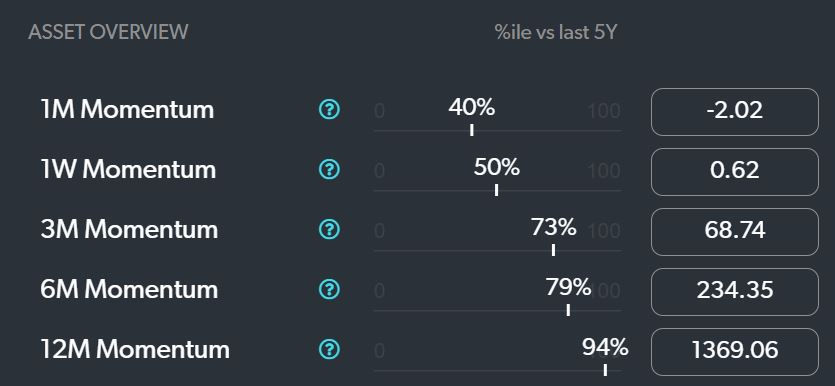 ASSET OVERVIEW %ile vs last 5Y
1M Momentum ? 0 40% 100 -2.02
1W Momentum ? 0 50% 100 0.62
3M Momentum ? 0 73% 100 68.74
6M Momentum ? 0 79% 100 234.35
12M Momentum ? 0 94% 1369.06